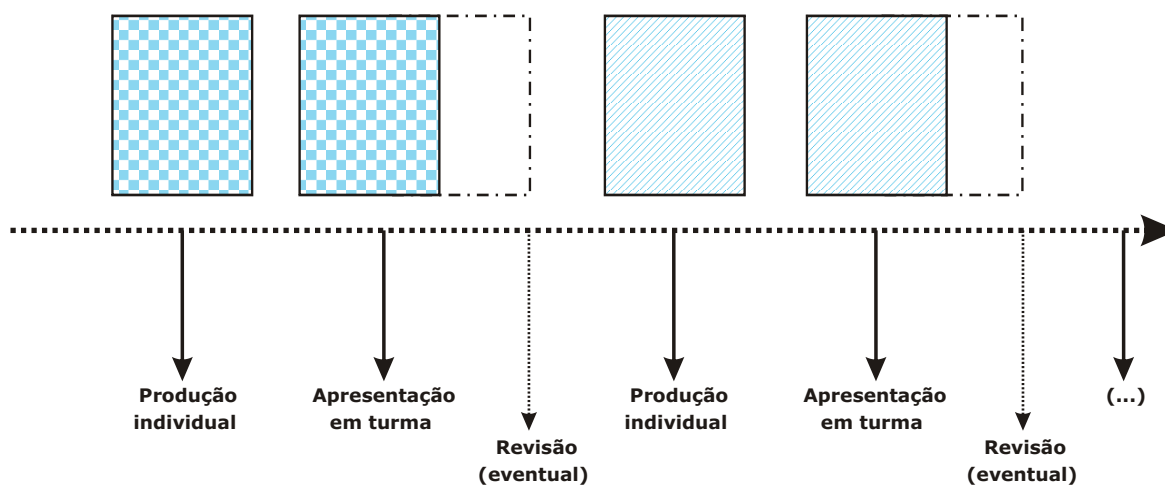 Produção
individual
Apresentação
em turma
Revisão
(eventual)
Produção
individual
Apresentação
em turma
Revisão
(eventual)
(...)